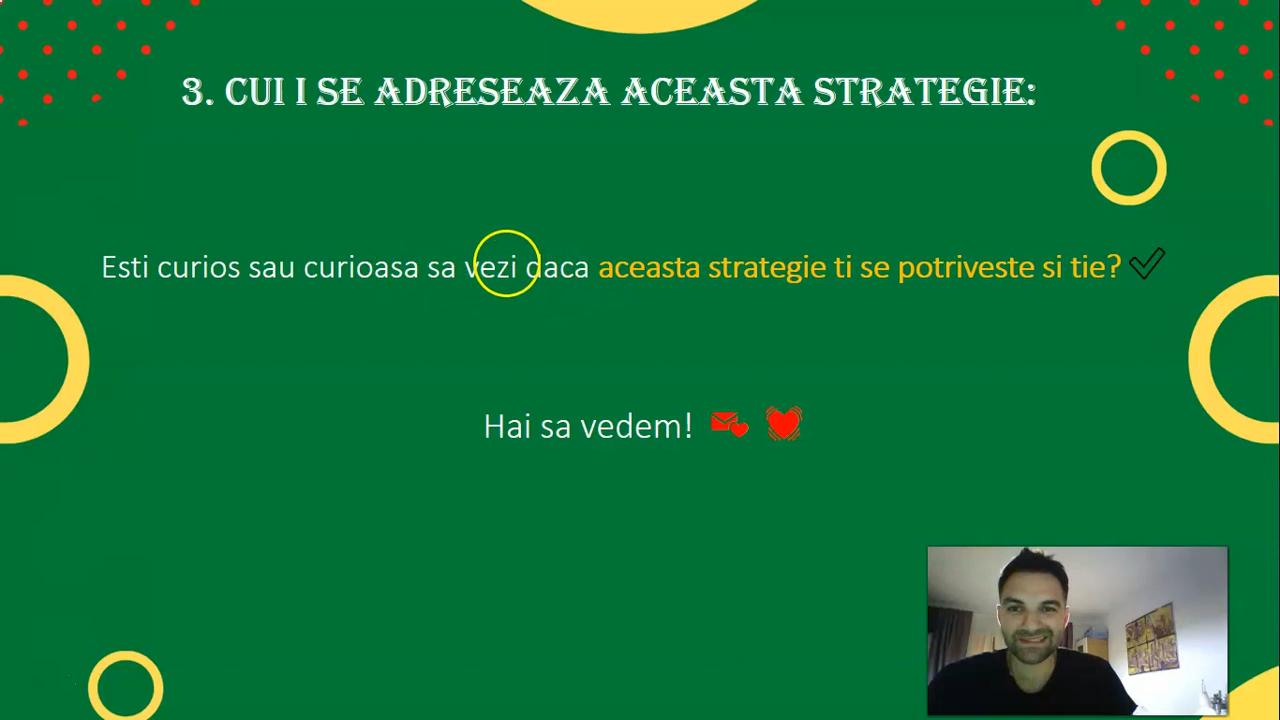 3. CUI I SE ADRESEAZA ACEASTA STRATEGIE:
Esti curios sau curioasa sa vezi daca aceasta strategie ti se potriveste si tie?
Hai sa vedem!